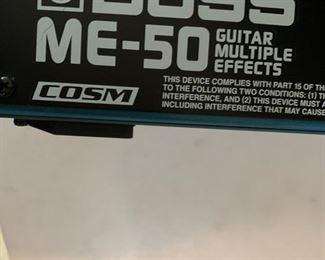 BOSS
ME-50 GUITAR MULTIPLE EFFECTS
COSM
THIS DEVICE COMPLIES WITH PART 15 OF THE
TO THE FOLLOWING TWO CONDITIONS: (1) TH
INTERFERENCE, AND (2) THIS DEVICE MUST A
INCLUDING INTERFERENCE THAT MAY CAUSE